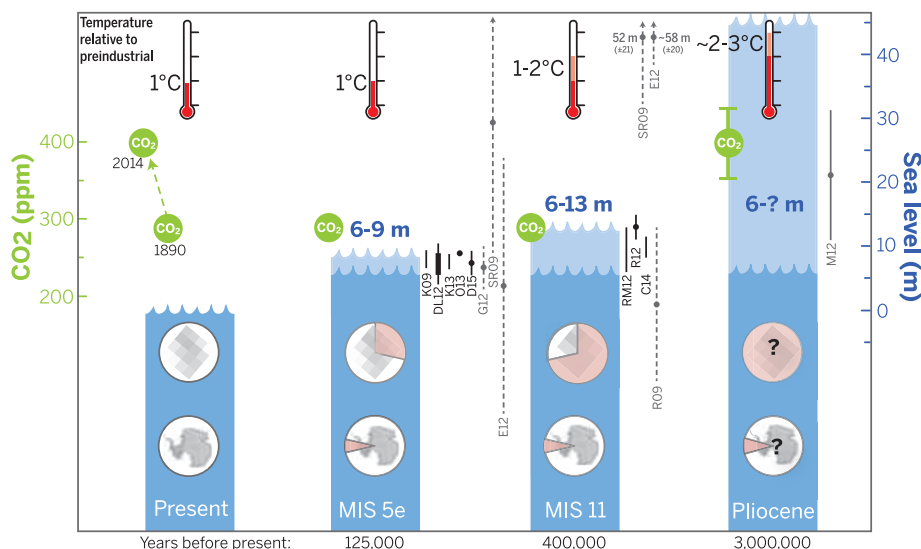 Temperature
relative to
preindustrial
1°C
1°C
1-2°C
~2-3°C
52 m
(±21)
~58 m
(±20)
SR09
E12
40
30
20
10
0
Sea level (m)
400
300
200
CO2 (ppm)
CO₂
2014
CO₂
1890
CO₂
6-9 m
K09
DL12
K13
O13
D15
G12
SR09
E12
CO₂
6-13 m
RM12
R12
C14
R09
CO₂
6-? m
M12
?
?
Present
MIS 5e
MIS 11
Pliocene
Years before present:
125,000
400,000
3,000,000